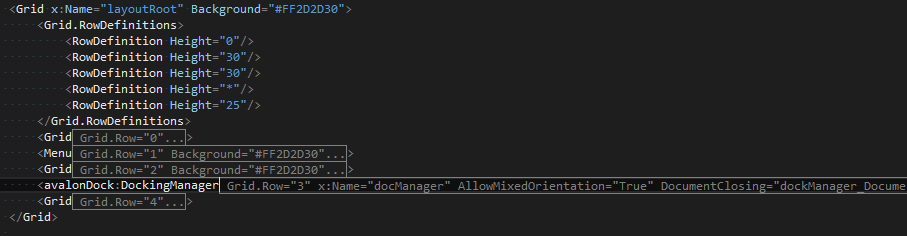 <Grid x:Name="layoutRoot" Background="#FF2D2D30">
<Grid.RowDefinitions>
<RowDefinition Height="0"/>
<RowDefinition Height="30"/>
<RowDefinition Height="30"/>
<RowDefinition Height="*"/>
<RowDefinition Height="25"/>
</Grid.RowDefinitions>
<Grid Grid.Row="0"...>
<Menu Grid.Row="1" Background="#FF2D2D30"...>
<Grid Grid.Row="2" Background="#FF2D2D30"...>
<avalonDock:DockingManager Grid.Row="3" x:Name="docManager" AllowMixedOrientation="True" DocumentClosing="dockManager_Docume
<Grid Grid.Row="4"...>
</Grid>